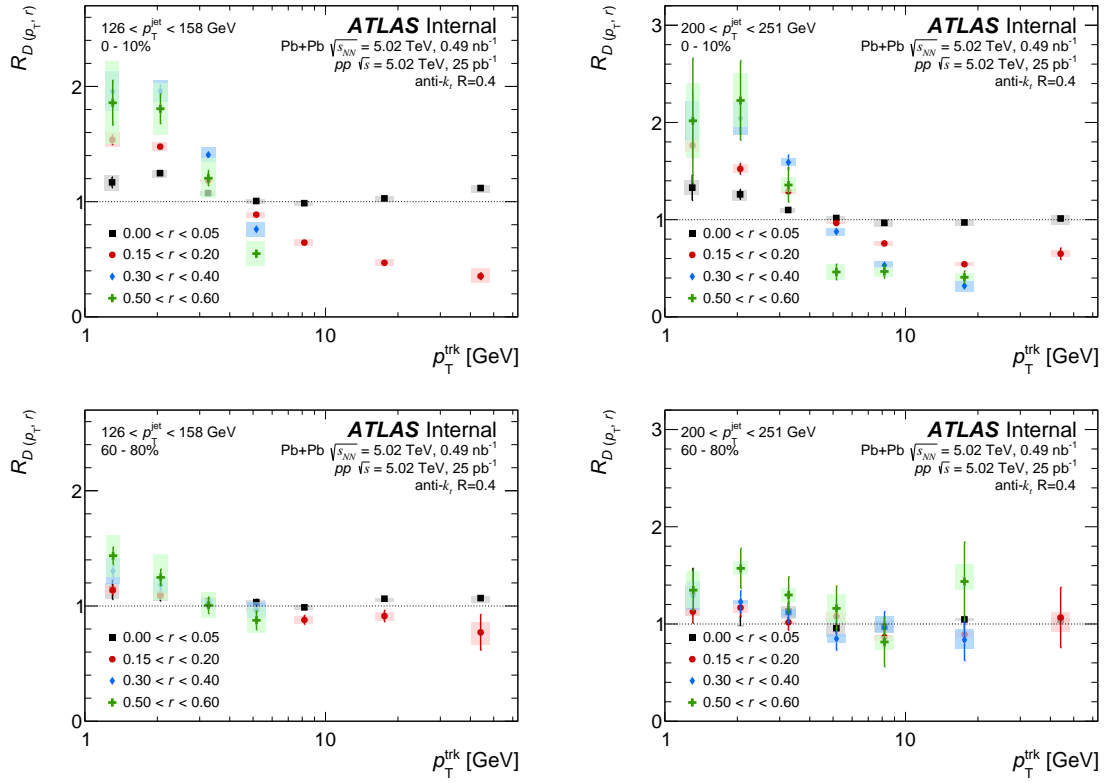 R_D (p_T, r)
126 < p_T^jet < 158 GeV
0 - 10%
ATLAS Internal
Pb+Pb √s_NN = 5.02 TeV, 0.49 nb^-1
pp √s = 5.02 TeV, 25 pb^-1
anti-k_t R=0.4
2
1
0
0.00 < r < 0.05
0.15 < r < 0.20
0.30 < r < 0.40
0.50 < r < 0.60
1
10
p_T^trk [GeV]
R_D (p_T, r)
200 < p_T^jet < 251 GeV
0 - 10%
ATLAS Internal
Pb+Pb √s_NN = 5.02 TeV, 0.49 nb^-1
pp √s = 5.02 TeV, 25 pb^-1
anti-k_t R=0.4
3
2
1
0
0.00 < r < 0.05
0.15 < r < 0.20
0.30 < r < 0.40
0.50 < r < 0.60
1
10
p_T^trk [GeV]
R_D (p_T, r)
126 < p_T^jet < 158 GeV
60 - 80%
ATLAS Internal
Pb+Pb √s_NN = 5.02 TeV, 0.49 nb^-1
pp √s = 5.02 TeV, 25 pb^-1
anti-k_t R=0.4
2
1
0
0.00 < r < 0.05
0.15 < r < 0.20
0.30 < r < 0.40
0.50 < r < 0.60
1
10
p_T^trk [GeV]
R_D (p_T, r)
200 < p_T^jet < 251 GeV
60 - 80%
ATLAS Internal
Pb+Pb √s_NN = 5.02 TeV, 0.49 nb^-1
pp √s = 5.02 TeV, 25 pb^-1
anti-k_t R=0.4
3
2
1
0
0.00 < r < 0.05
0.15 < r < 0.20
0.30 < r < 0.40
0.50 < r < 0.60
1
10
p_T^trk [GeV]